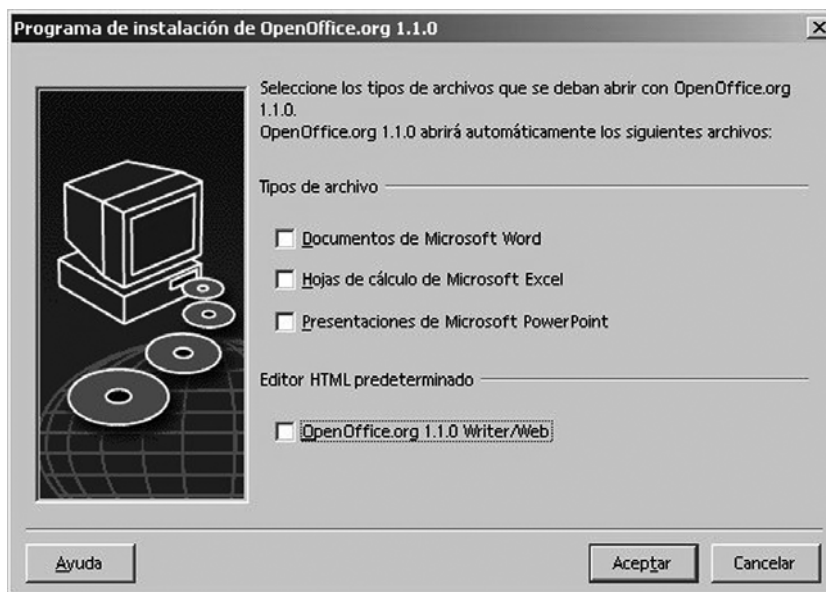 Programa de instalación de OpenOffice.org 1.1.0
Seleccione los tipos de archivos que se deban abrir con OpenOffice.org
1.1.0.
OpenOffice.org 1.1.0 abrirá automáticamente los siguientes archivos:
Tipos de archivo
Documentos de Microsoft Word
Hojas de cálculo de Microsoft Excel
Presentaciones de Microsoft PowerPoint
Editor HTML predeterminado
OpenOffice.org 1.1.0 Writer/Web
Ayuda
Aceptar
Cancelar